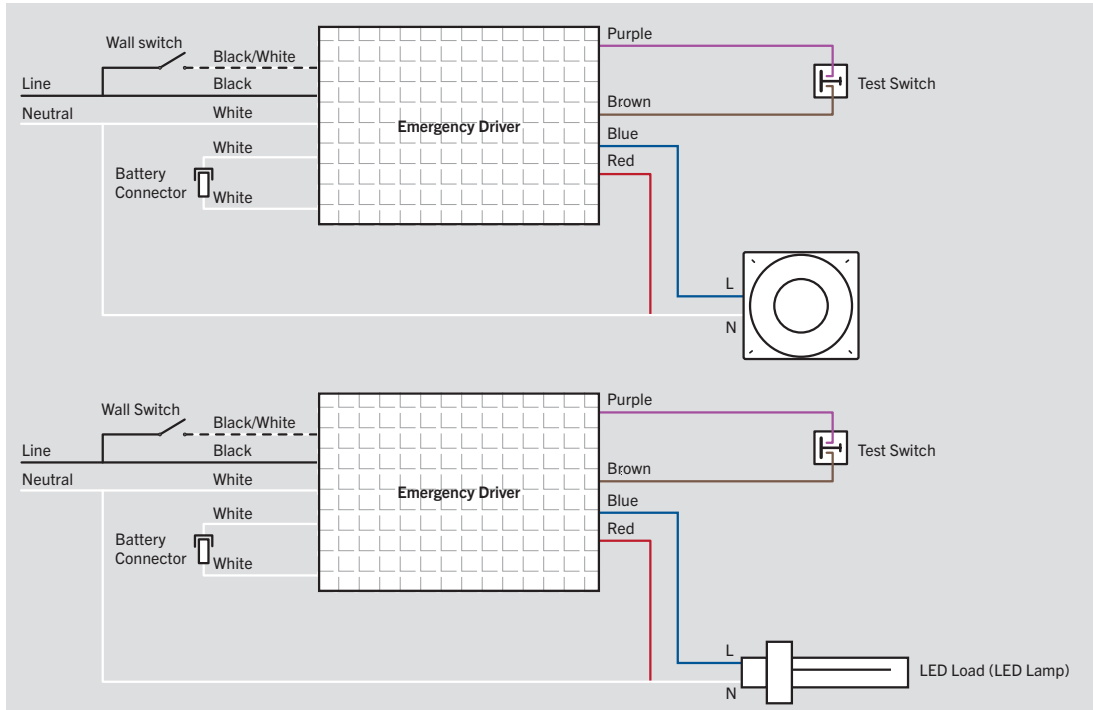 Purple
Wall switch
Black/White
Line
Black
Test Switch
Brown
Neutral
White
Emergency Driver
Blue
White
Red
Battery
Connector
White
L
N
Purple
Wall Switch
Black/White
Line
Black
Test Switch
Brown
Neutral
White
Emergency Driver
Blue
White
Red
Battery
Connector
White
L
LED Load (LED Lamp)
N